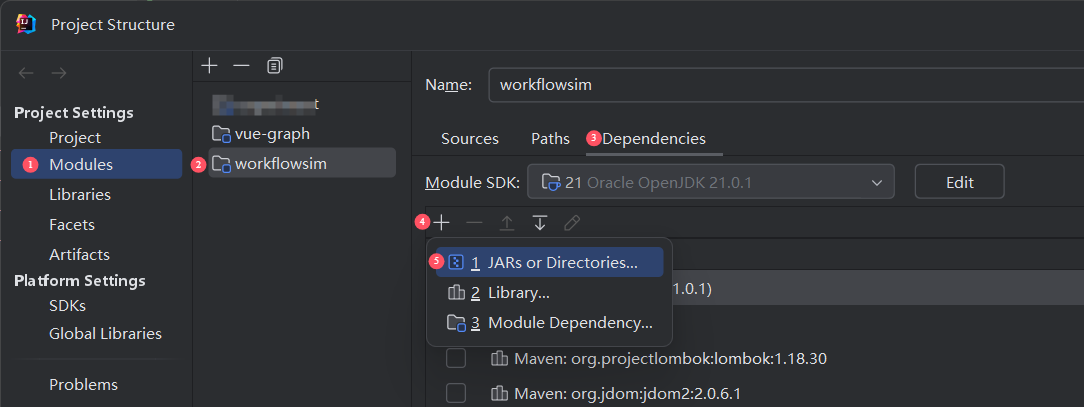 Project Structure
Project Settings
Project
1 Modules
Libraries
Facets
Artifacts
Platform Settings
SDKs
Global Libraries
Problems
vue-graph
2 workflowsim
Name: workflowsim
Sources Paths 3 Dependencies
Module SDK: 21 Oracle OpenJDK 21.0.1 Edit
4
5 1 JARs or Directories...
2 Library...
3 Module Dependency...
1.0.1)
Maven: org.projectlombok:lombok:1.18.30
Maven: org.jdom:jdom2:2.0.6.1